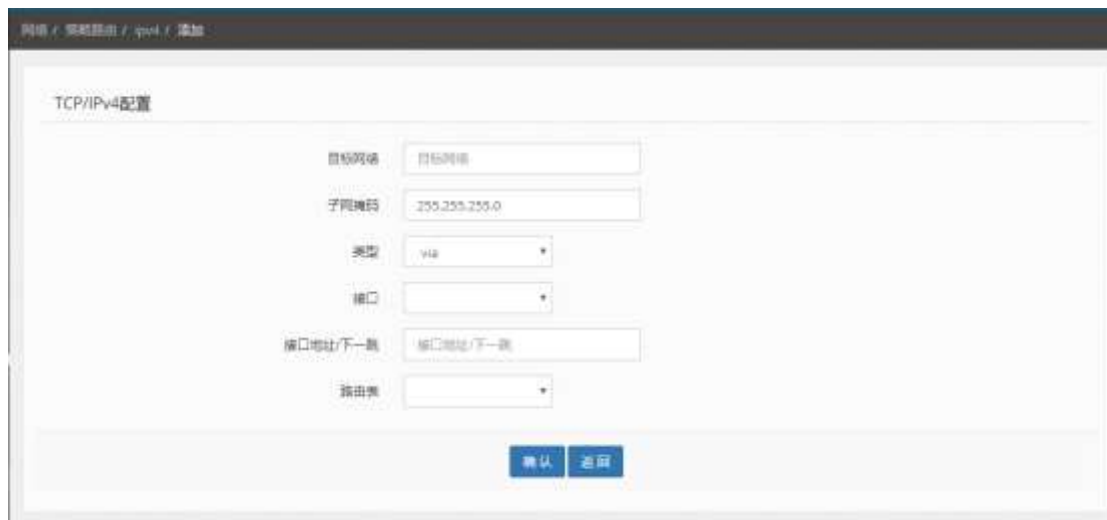 网络 / 策略路由 / ipv4 / 添加
TCP/IPv4配置
目标网络 目标网络
子网掩码 255.255.255.0
类型 via
接口
接口地址/下一跳 接口地址/下一跳
路由表
确认 返回